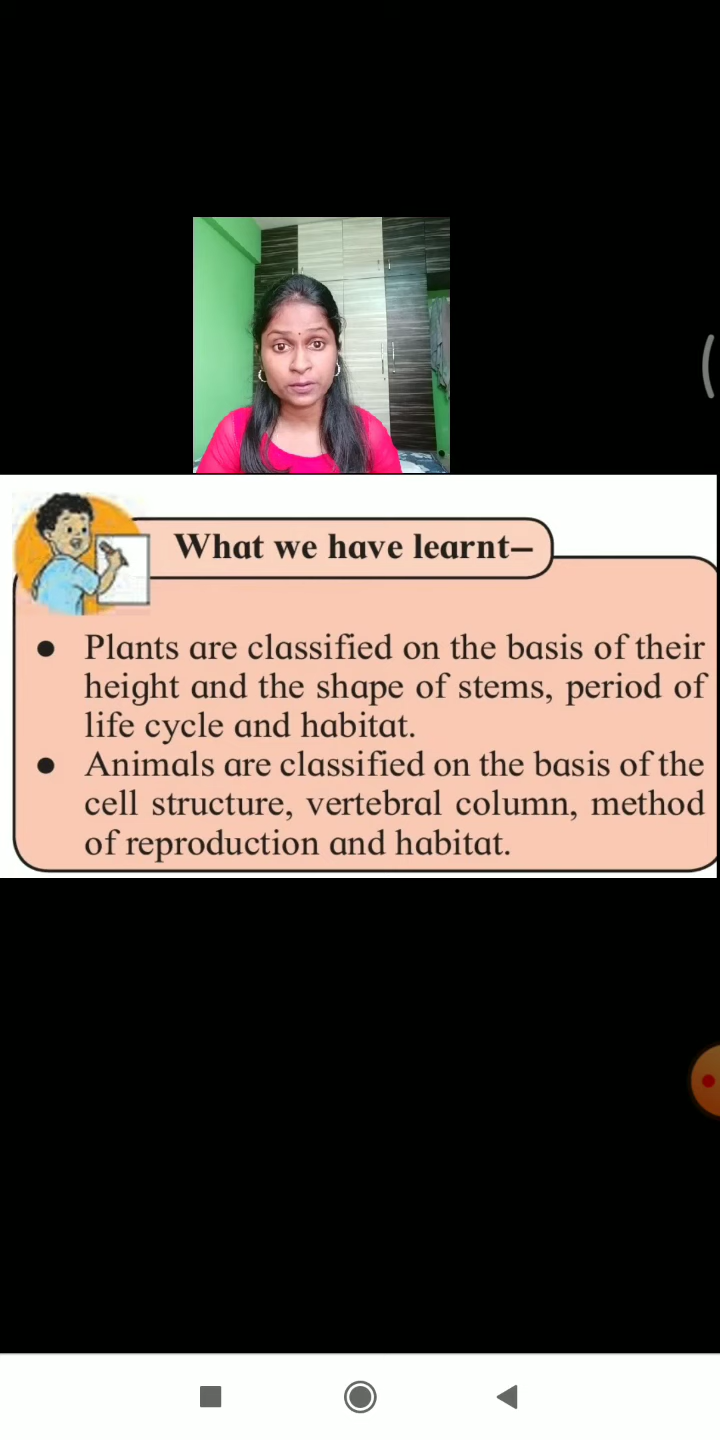 What we have learnt–
● Plants are classified on the basis of their
height and the shape of stems, period of
life cycle and habitat.
● Animals are classified on the basis of the
cell structure, vertebral column, method
of reproduction and habitat.